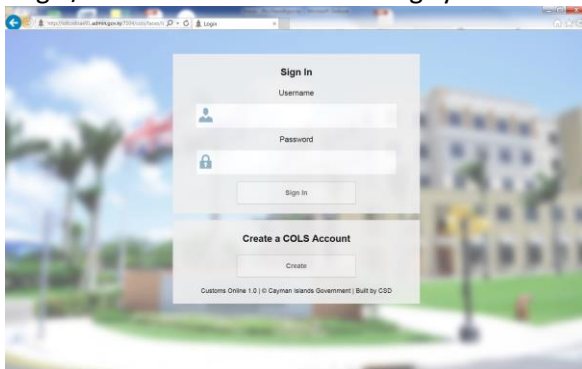 Login
Sign In
Username
Password
Sign In
Create a COLS Account
Create
Customs Online 1.0 | © Cayman Islands Government | Built by CSD